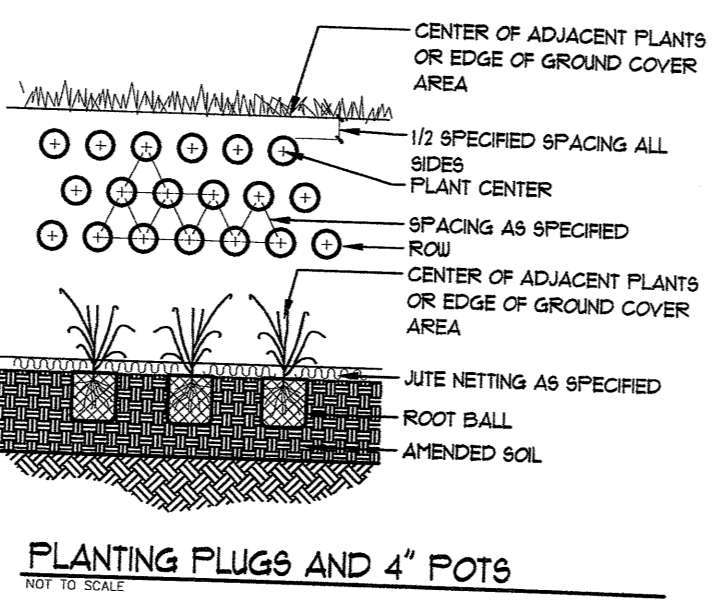 CENTER OF ADJACENT PLANTS
OR EDGE OF GROUND COVER
AREA
1/2 SPECIFIED SPACING ALL
SIDES
PLANT CENTER
SPACING AS SPECIFIED
ROW
CENTER OF ADJACENT PLANTS
OR EDGE OF GROUND COVER
AREA
JUTE NETTING AS SPECIFIED
ROOT BALL
AMENDED SOIL
PLANTING PLUGS AND 4" POTS
NOT TO SCALE